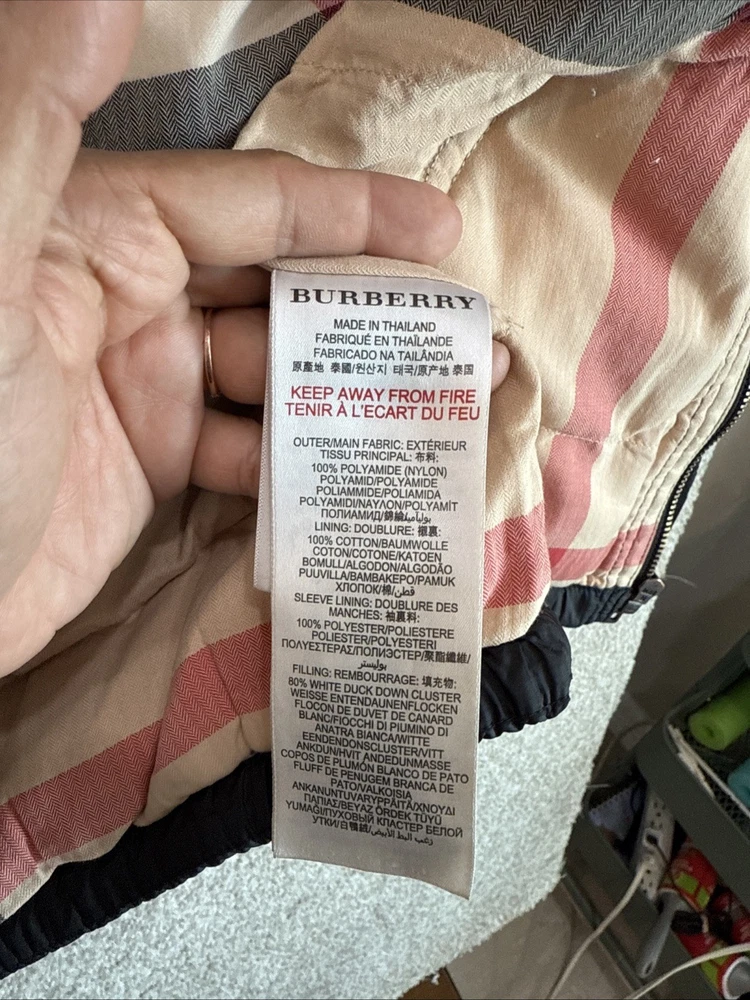 BURBERRY
MADE IN THAILAND
FABRIQUÉ EN THAÏLANDE
FABRICADO NA TAILÂNDIA
原產地 泰國/원산지 태국/原产地 泰国
KEEP AWAY FROM FIRE
TENIR À L'ECART DU FEU
OUTER/MAIN FABRIC: EXTÉRIEUR
TISSU PRINCIPAL: 布料:
100% POLYAMIDE (NYLON)
POLYAMID/POLYAMIDE
POLIAMMIDE/POLIAMIDA
POLYAMIDI/NAYLON/ΡΟLYAMİT
ПОЛИАМИД/錦綸/بولياميد
LINING: DOUBLURE: 襯裏:
100% COTTON/BAUMWOLLE
COTON/COTONE/KATOEN
BOMULL/ALGODON/ALGODÃO
PUUVILLA/ΒΑΜΒΑΚΕΡΟ/PAMUK
ХЛОПОК/棉/قطن
SLEEVE LINING: DOUBLURE DES
MANCHES: 袖裏料:
100% POLYESTER/POLIESTERE
POLIESTER/POLYESTERI
ΠΟΛΥΕΣΤΕΡΑΣ/ПОЛИЭСТЕР/聚酯纖維/
بوليستر
FILLING: REMBOURRAGE: 填充物:
80% WHITE DUCK DOWN CLUSTER
WEISSE ENTENDAUNENFLOCKEN
FLOCON DE DUVET DE CANARD
BLANC/FIOCCHI DI PIUMINO DI
ANATRA BIANCA/WITTE
EENDENDONSCLUSTER/VITT
ANKDUN/HVIT ANDEDUNMASSE
COPOS DE PLUMÓN BLANCO DE PATO
FLUFF DE PENUGEM BRANCA DE
PATO/VALKOISIA
ANKANUNTUVARYPPÄITÄ/ΧΝΟΥΔΙ
ΠΑΠΙΑΣ/BEYAZ ÖRDEK TÜYÜ
YUMAĞI/ПУХОВЫЙ КЛАСТЕР БЕЛОЙ
УТКИ/白鴨絨/زغب البط الأبيض